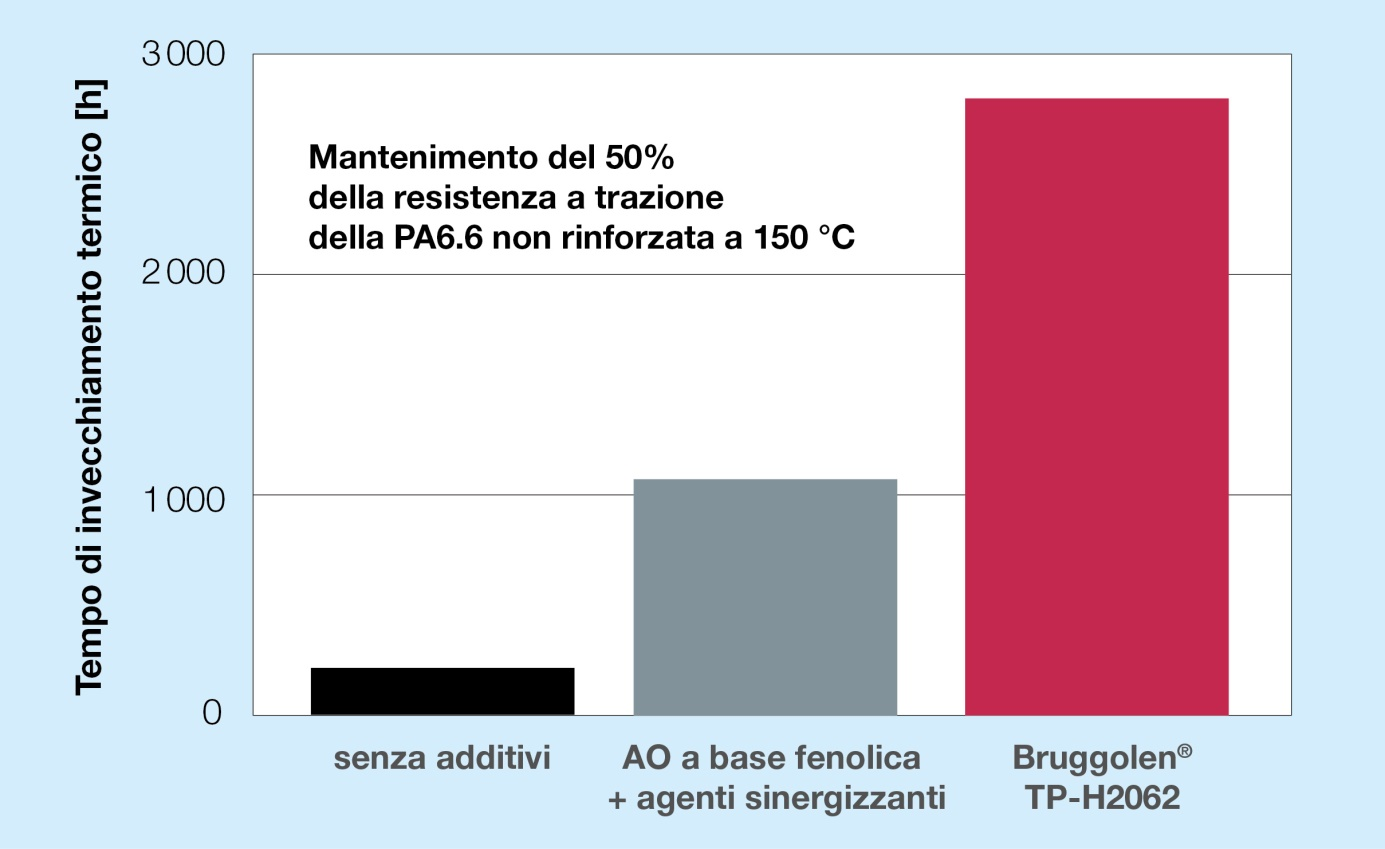 Tempo di invecchiamento termico [h]
3 000
2 000
1 000
0
Mantenimento del 50%
della resistenza a trazione
della PA6.6 non rinforzata a 150 °C
senza additivi
AO a base fenolica
+ agenti sinergizzanti
Bruggolen®
TP-H2062